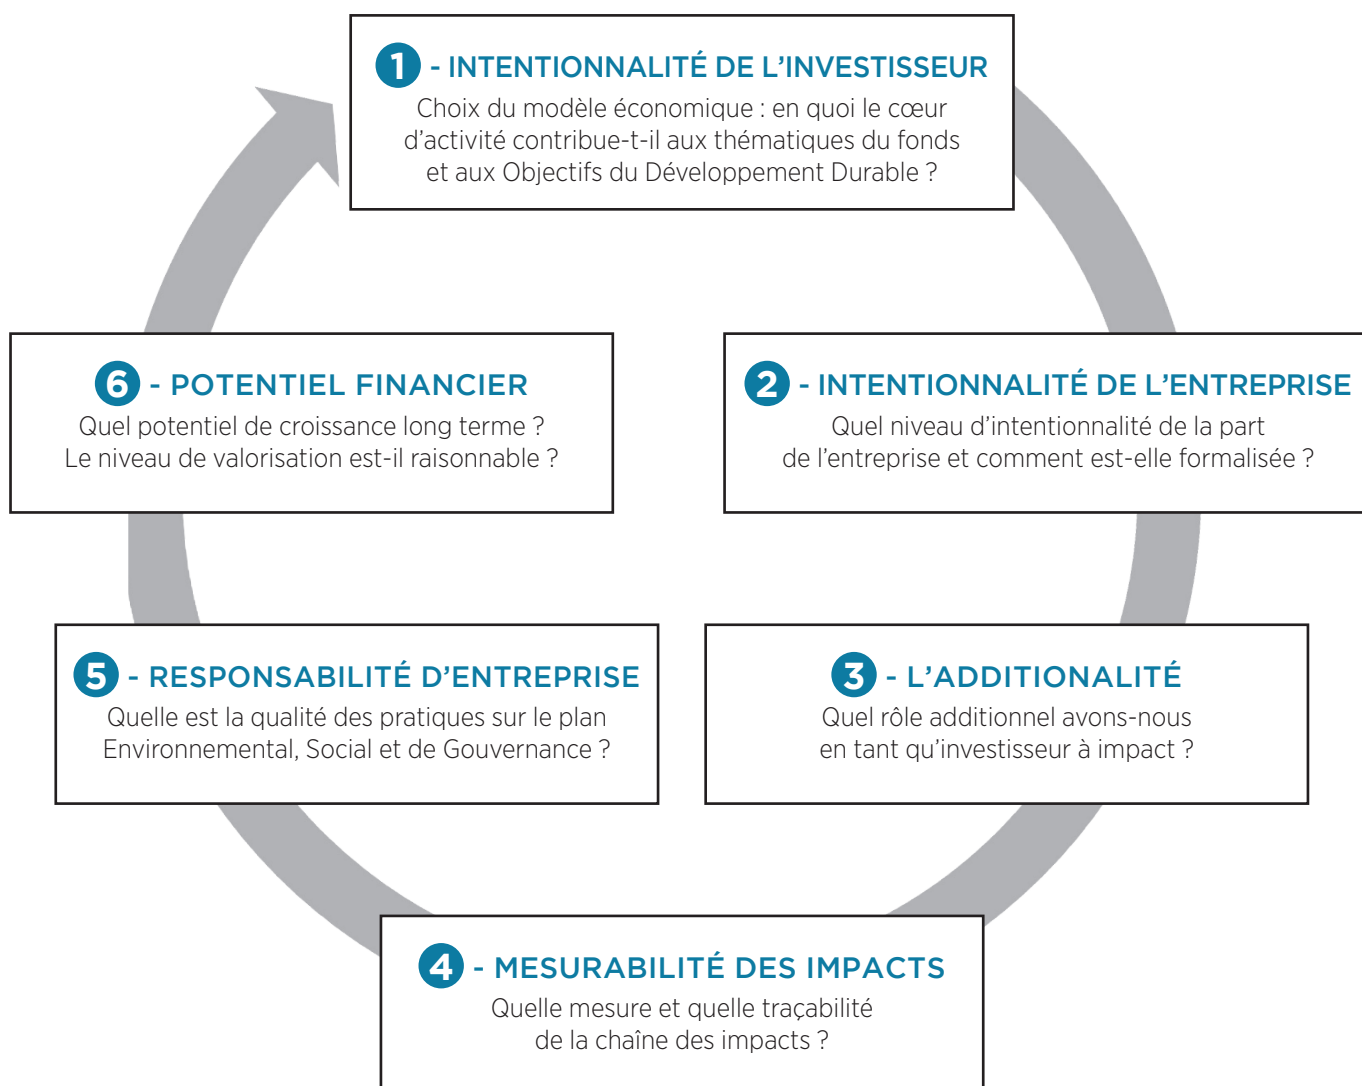 1 - INTENTIONNALITÉ DE L’INVESTISSEUR
Choix du modèle économique : en quoi le cœur
d’activité contribue-t-il aux thématiques du fonds
et aux Objectifs du Développement Durable ?
2 - INTENTIONNALITÉ DE L’ENTREPRISE
Quel niveau d’intentionnalité de la part
de l’entreprise et comment est-elle formalisée ?
3 - L’ADDITIONALITÉ
Quel rôle additionnel avons-nous
en tant qu’investisseur à impact ?
4 - MESURABILITÉ DES IMPACTS
Quelle mesure et quelle traçabilité
de la chaîne des impacts ?
5 - RESPONSABILITÉ D’ENTREPRISE
Quelle est la qualité des pratiques sur le plan
Environnemental, Social et de Gouvernance ?
6 - POTENTIEL FINANCIER
Quel potentiel de croissance long terme ?
Le niveau de valorisation est-il raisonnable ?